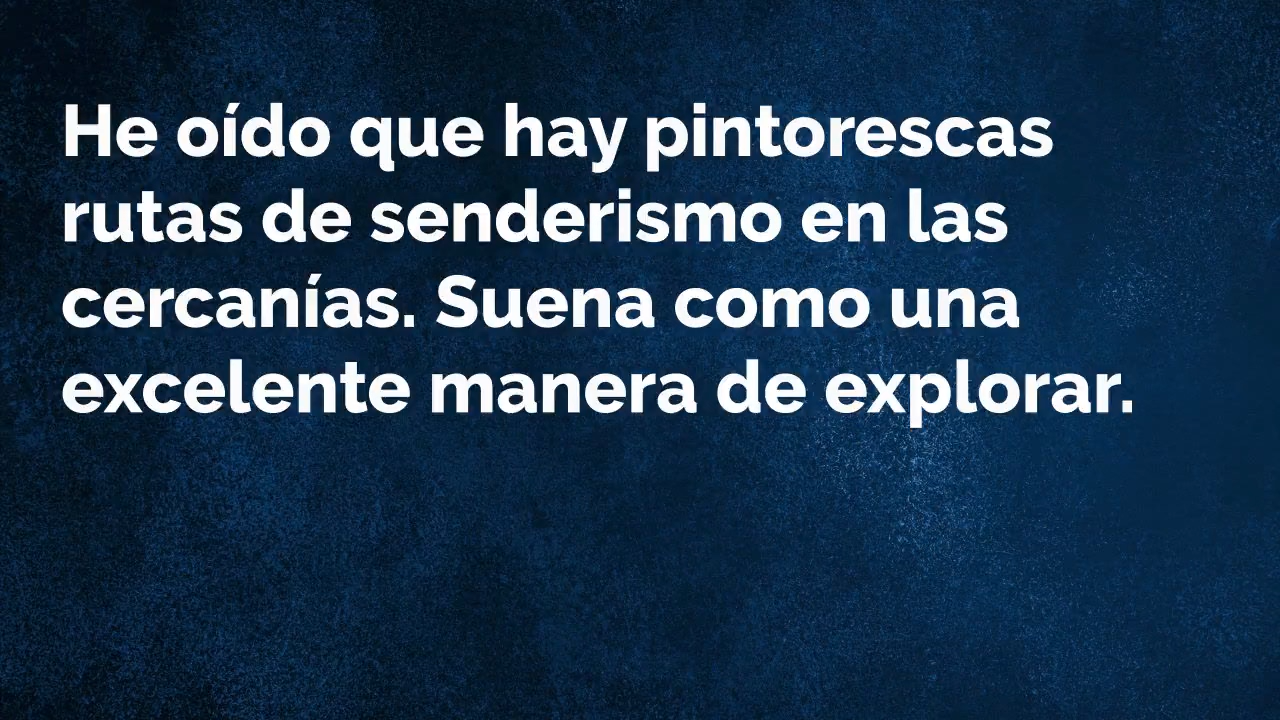 He oído que hay pintorescas
rutas de senderismo en las
cercanías. Suena como una
excelente manera de explorar.